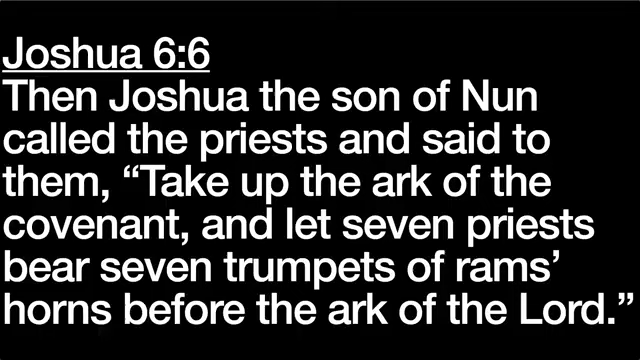 Joshua 6:6
Then Joshua the son of Nun
called the priests and said to
them, “Take up the ark of the
covenant, and let seven priests
bear seven trumpets of rams’
horns before the ark of the Lord.”